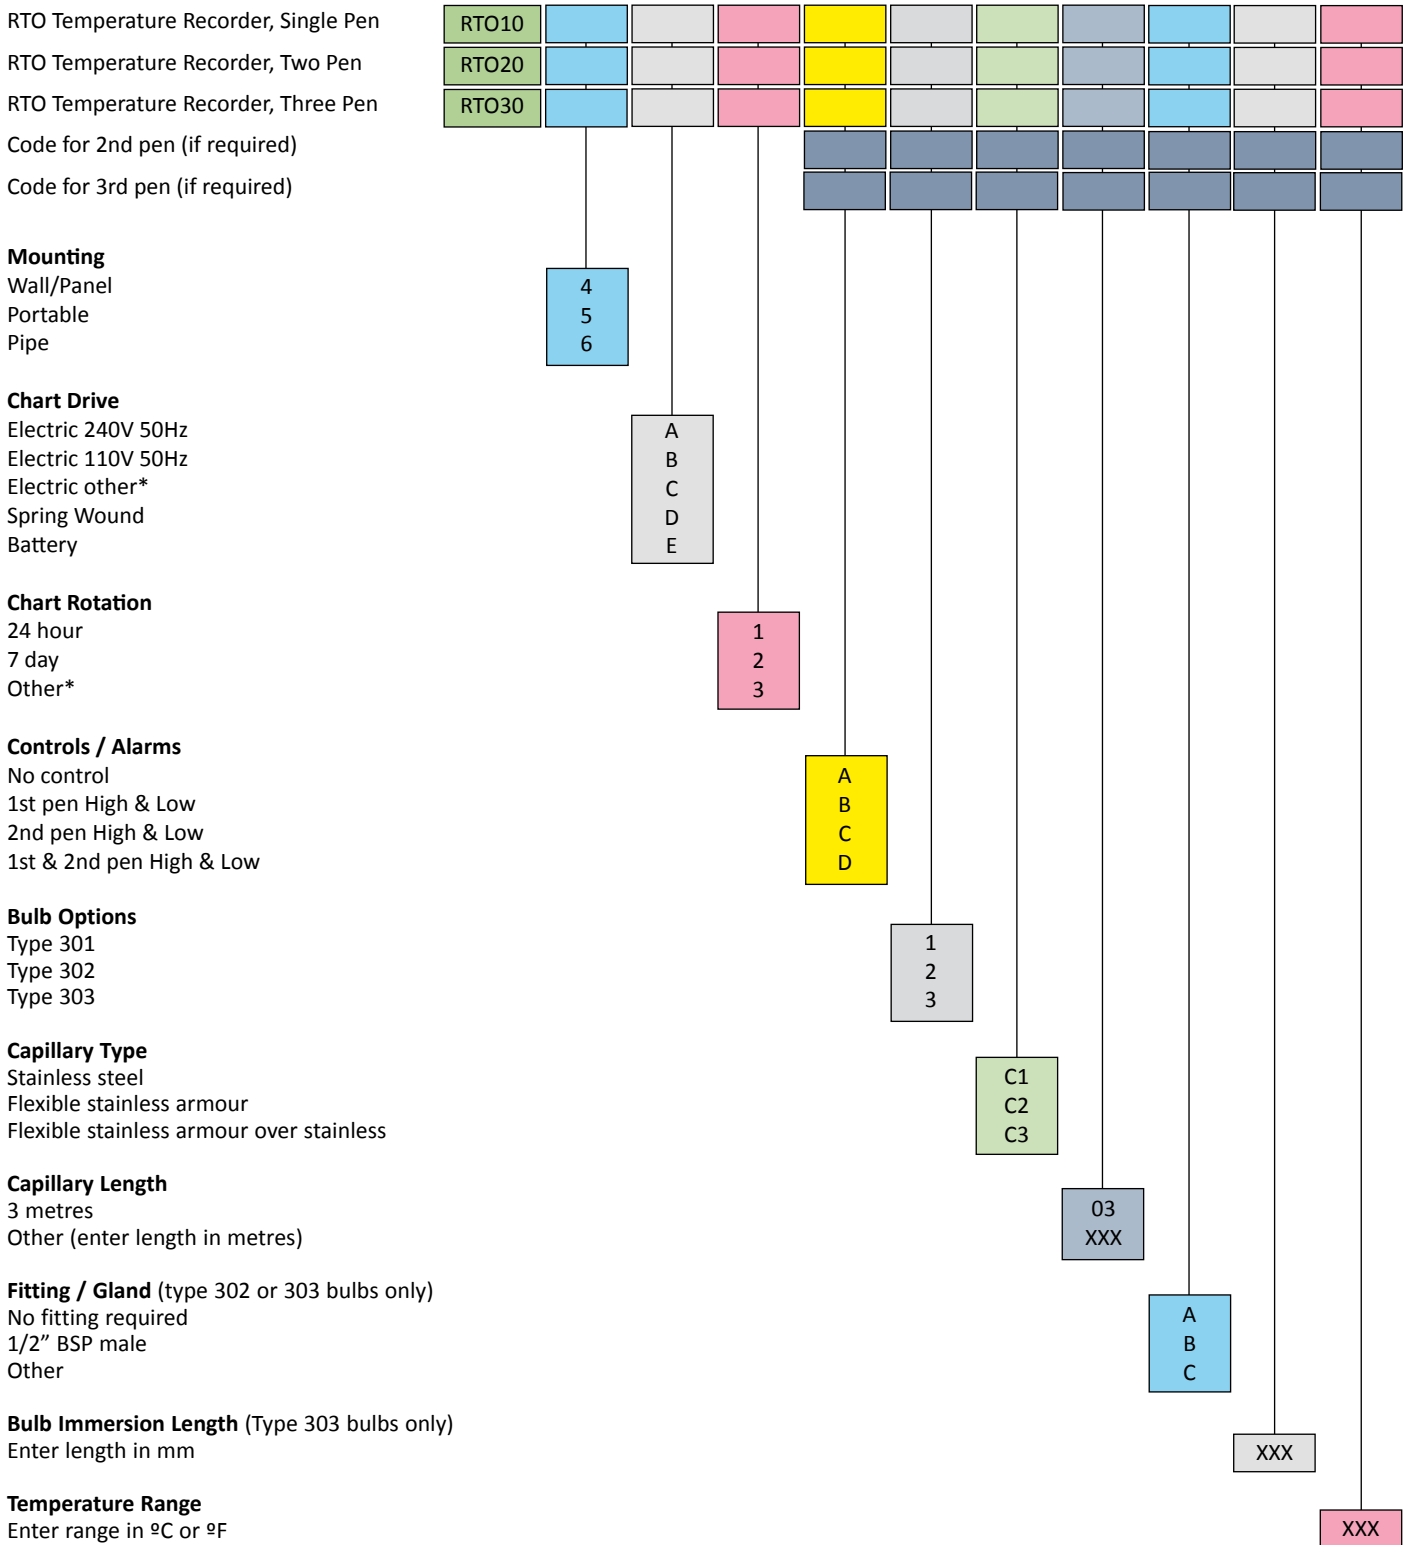 RTO Temperature Recorder, Single Pen RTO10
RTO Temperature Recorder, Two Pen RTO20
RTO Temperature Recorder, Three Pen RTO30
Code for 2nd pen (if required)
Code for 3rd pen (if required)
Mounting
Wall/Panel 4
Portable 5
Pipe 6
Chart Drive
Electric 240V 50Hz A
Electric 110V 50Hz B
Electric other* C
Spring Wound D
Battery E
Chart Rotation
24 hour 1
7 day 2
Other* 3
Controls / Alarms
No control A
1st pen High & Low B
2nd pen High & Low C
1st & 2nd pen High & Low D
Bulb Options
Type 301 1
Type 302 2
Type 303 3
Capillary Type
Stainless steel C1
Flexible stainless armour C2
Flexible stainless armour over stainless C3
Capillary Length
3 metres 03
Other (enter length in metres) XXX
Fitting / Gland (type 302 or 303 bulbs only)
No fitting required A
1/2” BSP male B
Other C
Bulb Immersion Length (Type 303 bulbs only)
Enter length in mm XXX
Temperature Range
Enter range in ºC or ºF XXX